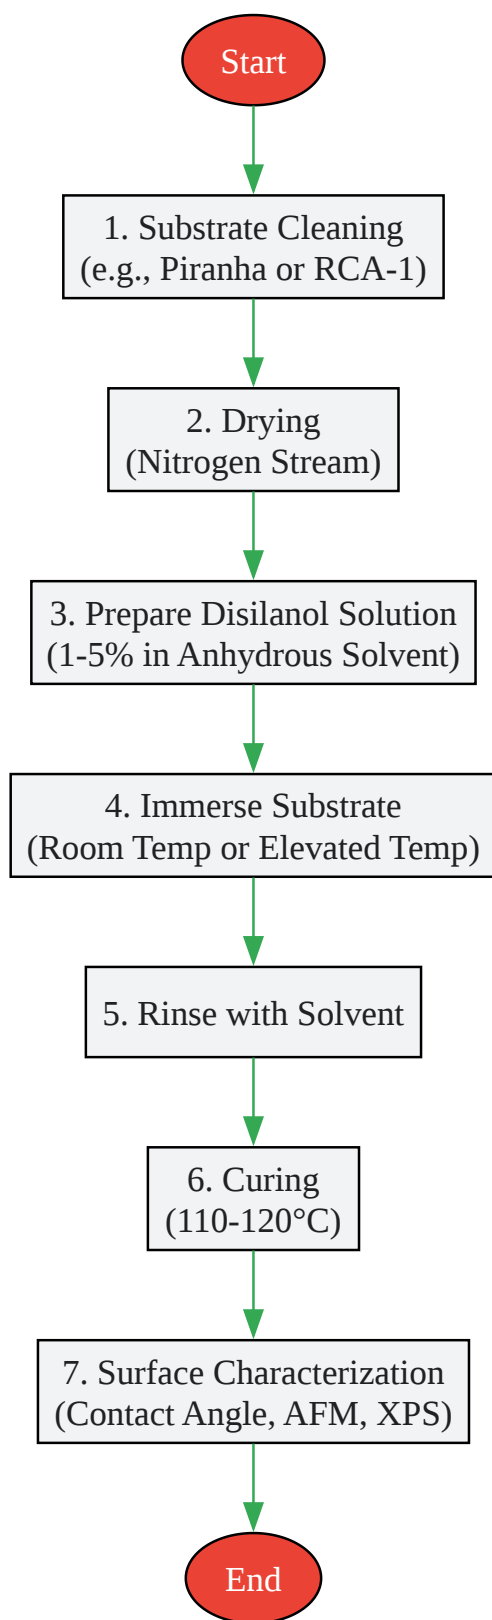 Start
1. Substrate Cleaning
(e.g., Piranha or RCA-1)
2. Drying
(Nitrogen Stream)
3. Prepare Disilanol Solution
(1-5% in Anhydrous Solvent)
4. Immerse Substrate
(Room Temp or Elevated Temp)
5. Rinse with Solvent
6. Curing
(110-120°C)
7. Surface Characterization
(Contact Angle, AFM, XPS)
End